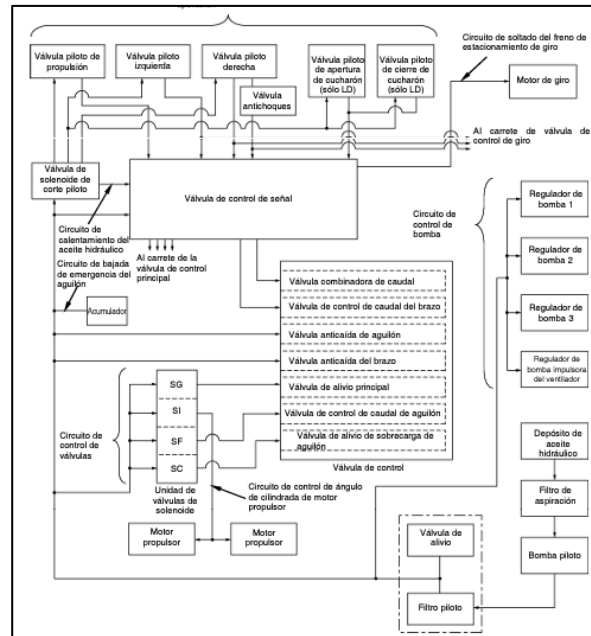 Válvula piloto de
propulsión
Válvula piloto
izquierda
Válvula piloto
derecha
Válvula
antichoques
Válvula piloto
de apertura
de cucharón
(sólo LD)
Válvula piloto
de cierre de
cucharón
(sólo LD)
Circuito de soltado del freno de
estacionamiento de giro
Motor de giro
Al carrete de válvula de
control de giro
Válvula de
solenoide de
corte piloto
Válvula de control de señal
Circuito de
calentamiento del
aceite hidráulico
Circuito de bajada
de emergencia del
aguilón
Al carrete de la
válvula de control
principal
Acumulador
Circuito
de control
de bomba
Regulador
de bomba 1
Regulador
de bomba 2
Regulador
de bomba 3
Regulador de
bomba impulsora
del ventilador
Válvula combinadora de caudal
Válvula de control de caudal del brazo
Válvula anticaída de aguilón
Válvula anticaída del brazo
Válvula de alivio principal
Válvula de control de caudal de aguilón
Válvula de alivio de sobrecarga de
aguilón
Válvula de control
Circuito
de control de
válvulas
SG
SI
SF
SC
Unidad de
válvulas de
solenoide
Circuito de control de ángulo
de cilindrada de motor
propulsor
Motor
propulsor
Motor
propulsor
Depósito de
aceite
hidráulico
Filtro de
aspiración
Bomba piloto
Válvula de
alivio
Filtro piloto